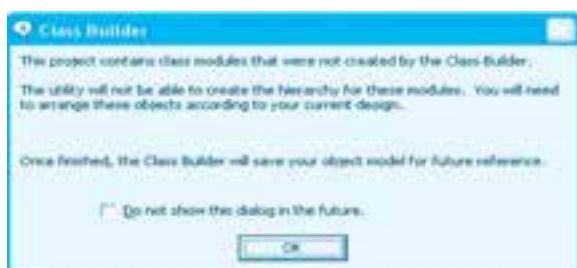 Class Builder
This project contains class modules that were not created by the Class Builder.
The utility will not be able to create the hierarchy for these modules. You will need
to arrange these objects according to your current design.
Once finished, the Class Builder will save your object model for future reference.
Do not show this dialog in the future.
OK